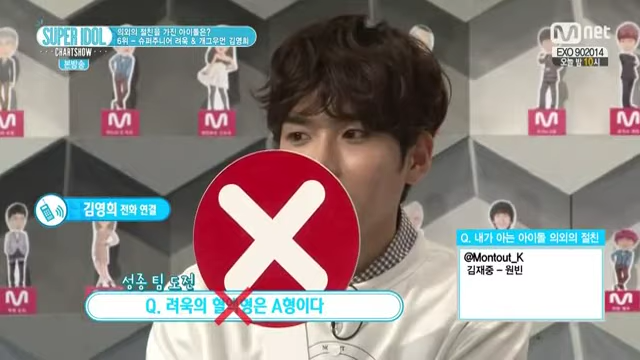 SUPER IDOL
CHARTSHOW
본방송
의외의 절친을 가진 아이돌은?
6위 - 슈퍼주니어 려욱 & 개그우먼 김영희
M net
EXO 902014
오늘 밤 10시
김영희 전화 연결
Q. 내가 아는 아이돌 의외의 절친
@Montout_K
김재중 - 원빈
성종 팀 도전
Q. 려욱의 혈액형은 A형이다